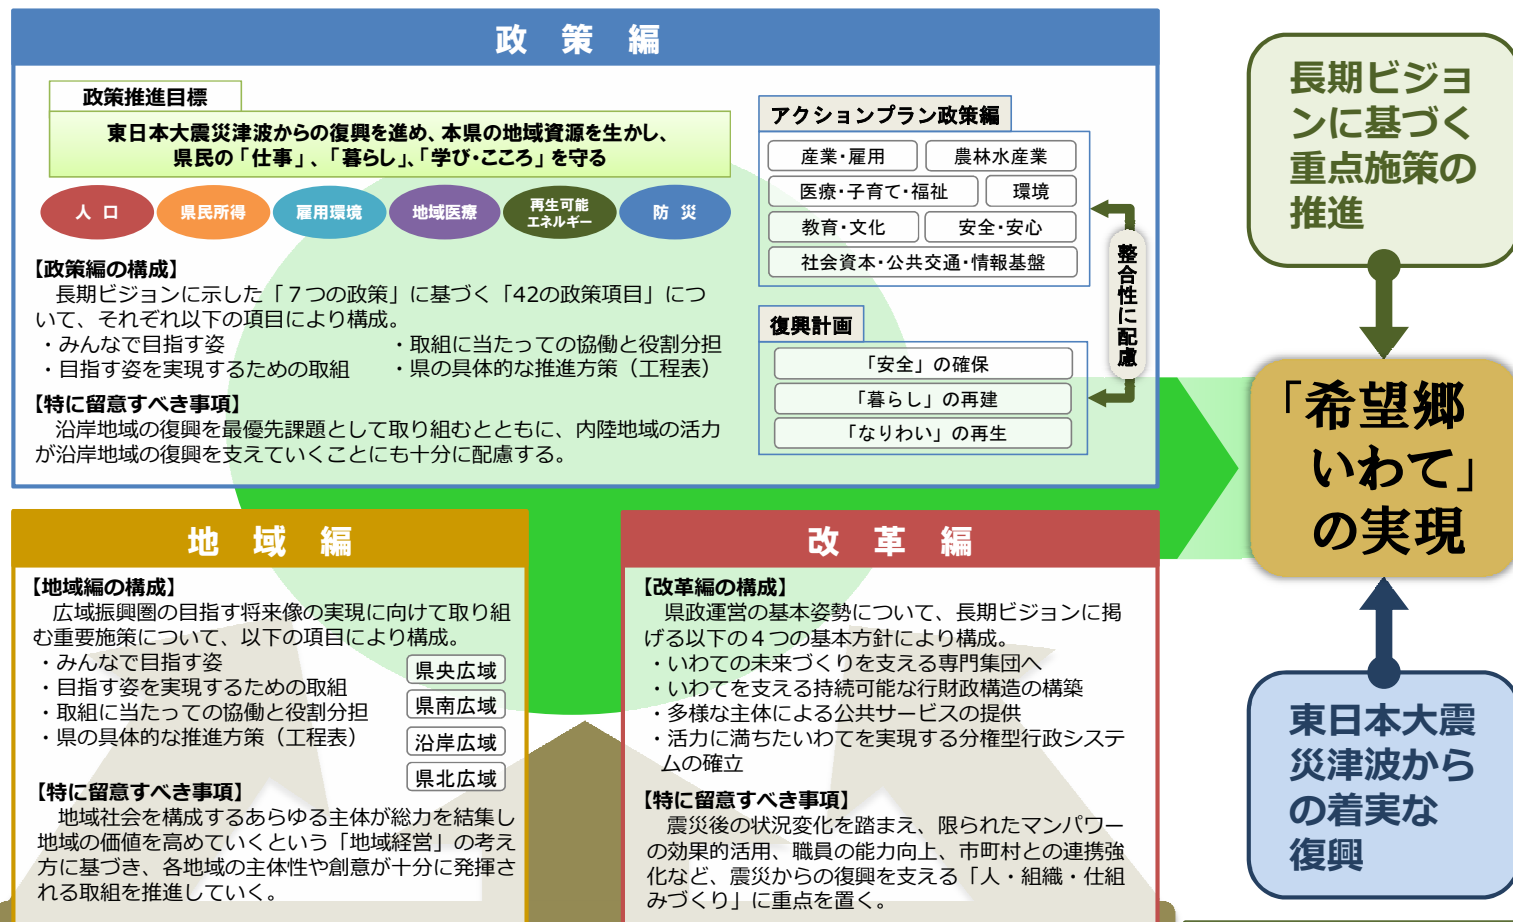 政 策 編
政策推進目標
東日本大震災津波からの復興を進め、本県の地域資源を生かし、
県民の「仕事」、「暮らし」、「学び・こころ」を守る
人 口
県民所得
雇用環境
地域医療
再生可能
エネルギー
防 災
【政策編の構成】
長期ビジョンに示した「７つの政策」に基づく「42の政策項目」につ
いて、それぞれ以下の項目により構成。
・みんなで目指す姿 ・取組に当たっての協働と役割分担
・目指す姿を実現するための取組 ・県の具体的な推進方策（工程表）
【特に留意すべき事項】
沿岸地域の復興を最優先課題として取り組むとともに、内陸地域の活力
が沿岸地域の復興を支えていくことにも十分に配慮する。
アクションプラン政策編
産業・雇用 農林水産業
医療・子育て・福祉 環境
教育・文化 安全・安心
社会資本・公共交通・情報基盤
復興計画
「安全」の確保
「暮らし」の再建
「なりわい」の再生
整合性に配慮
地 域 編
【地域編の構成】
広域振興圏の目指す将来像の実現に向けて取り組
む重要施策について、以下の項目により構成。
・みんなで目指す姿
・目指す姿を実現するための取組
・取組に当たっての協働と役割分担
・県の具体的な推進方策（工程表）
県央広域
県南広域
沿岸広域
県北広域
【特に留意すべき事項】
地域社会を構成するあらゆる主体が総力を結集し
地域の価値を高めていくという「地域経営」の考え
方に基づき、各地域の主体性や創意が十分に発揮さ
れる取組を推進していく。
改 革 編
【改革編の構成】
県政運営の基本姿勢について、長期ビジョンに掲
げる以下の４つの基本方針により構成。
・いわての未来づくりを支える専門集団へ
・いわてを支える持続可能な行財政構造の構築
・多様な主体による公共サービスの提供
・活力に満ちたいわてを実現する分権型行政システ
ムの確立
【特に留意すべき事項】
震災後の状況変化を踏まえ、限られたマンパワー
の効果的活用、職員の能力向上、市町村との連携強
化など、震災からの復興を支える「人・組織・仕組
みづくり」に重点を置く。
長期ビジョ
ンに基づく
重点施策の
推進
「希望郷
いわて」
の実現
東日本大震
災津波から
の着実な
復興